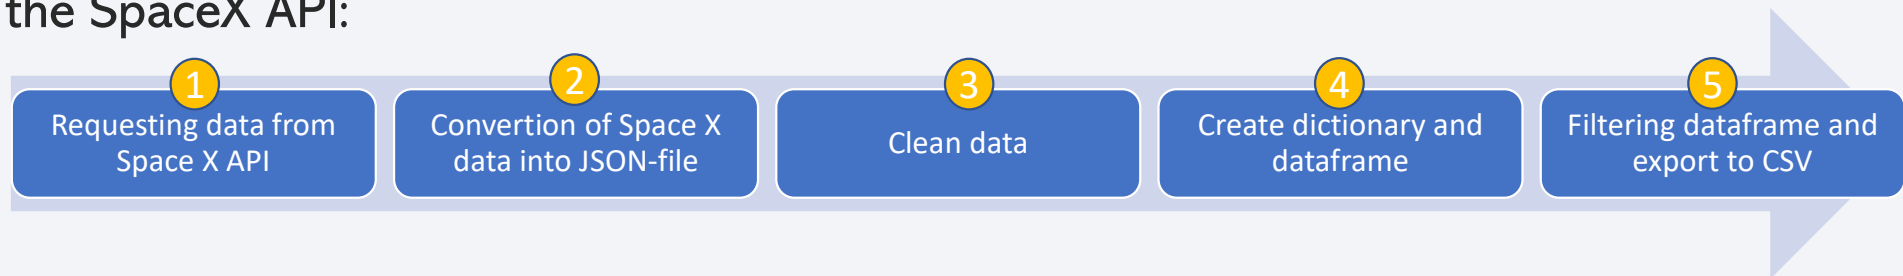 the SpaceX API:
1
Requesting data from
Space X API
2
Convertion of Space X
data into JSON-file
3
Clean data
4
Create dictionary and
dataframe
5
Filtering dataframe and
export to CSV